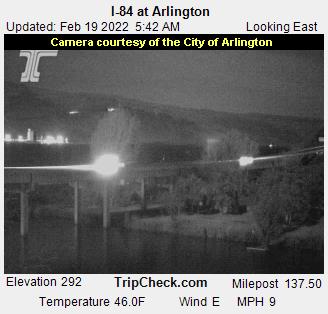 I-84 at Arlington
Updated: Feb 19 2022 5:42 AM Looking East
Camera courtesy of the City of Arlington
Elevation 292 TripCheck.com Milepost 137.50
Temperature 46.0F Wind E MPH 9